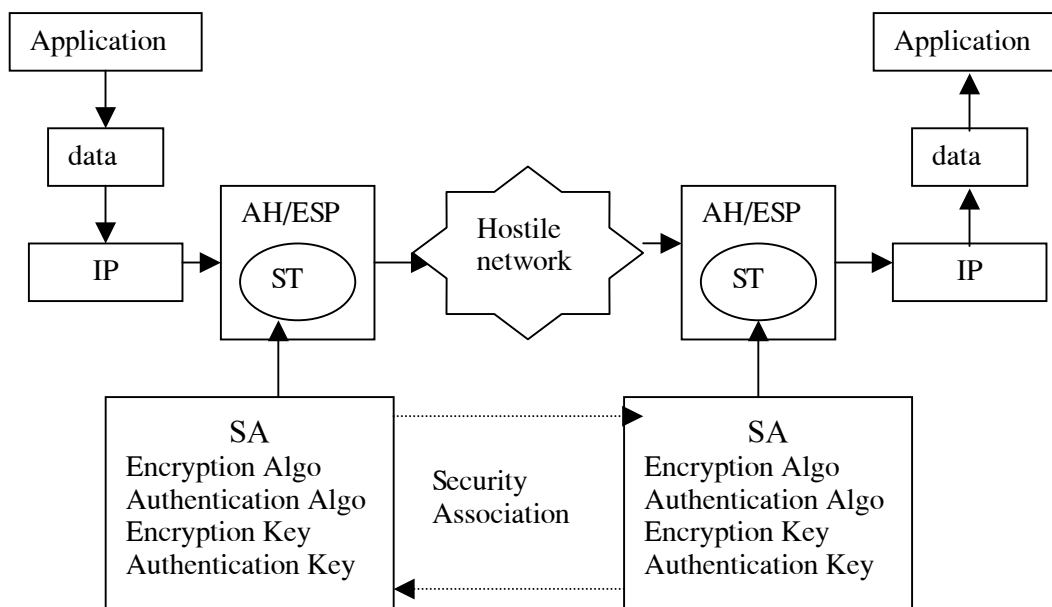 Application
Application
data
data
AH/ESP
Hostile
network
AH/ESP
IP
ST
ST
IP
SA
Encryption Algo
Authentication Algo
Encryption Key
Authentication Key
Security
Association
SA
Encryption Algo
Authentication Algo
Encryption Key
Authentication Key